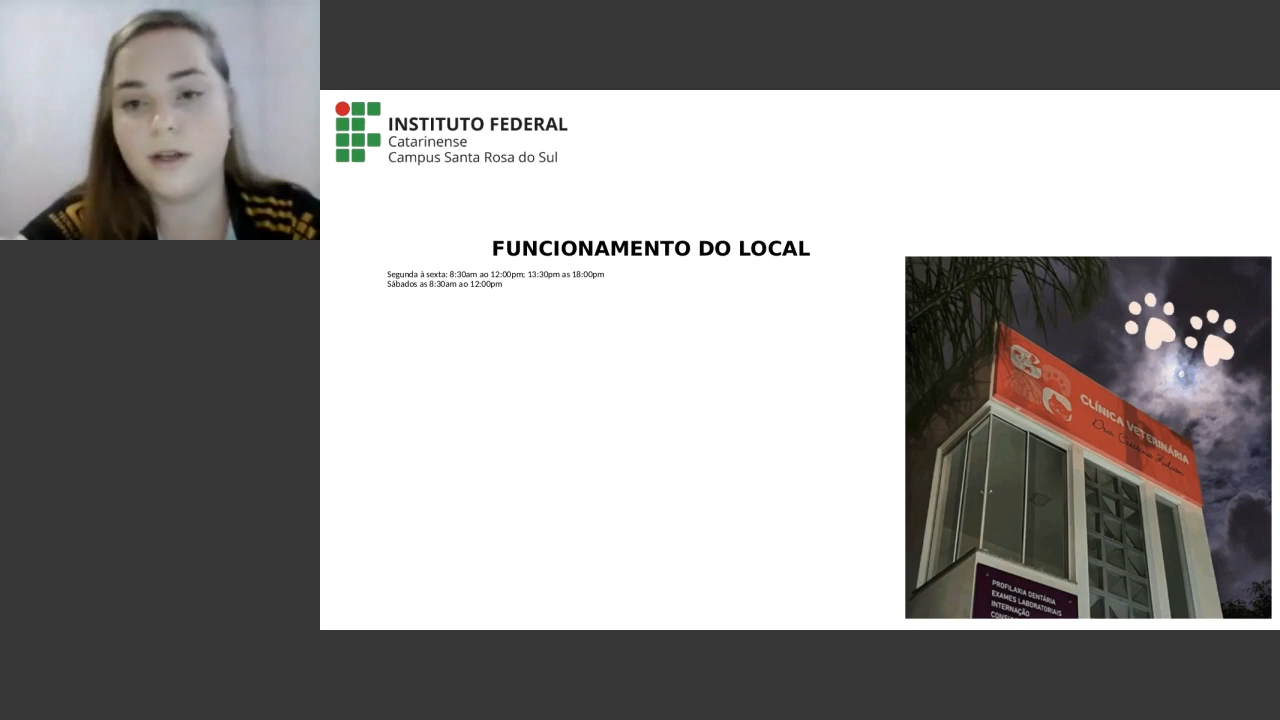 INSTITUTO FEDERAL
Catarinense
Campus Santa Rosa do Sul
FUNCIONAMENTO DO LOCAL
Segunda à sexta: 8:30am ao 12:00pm; 13:30pm as 18:00pm
Sábados as 8:30am ao 12:00pm
CLÍNICA VETERINÁRIA
Dra.
PROFILAXIA DENTÁRIA
EXAMES LABORATORIAIS
INTERNAÇÃO